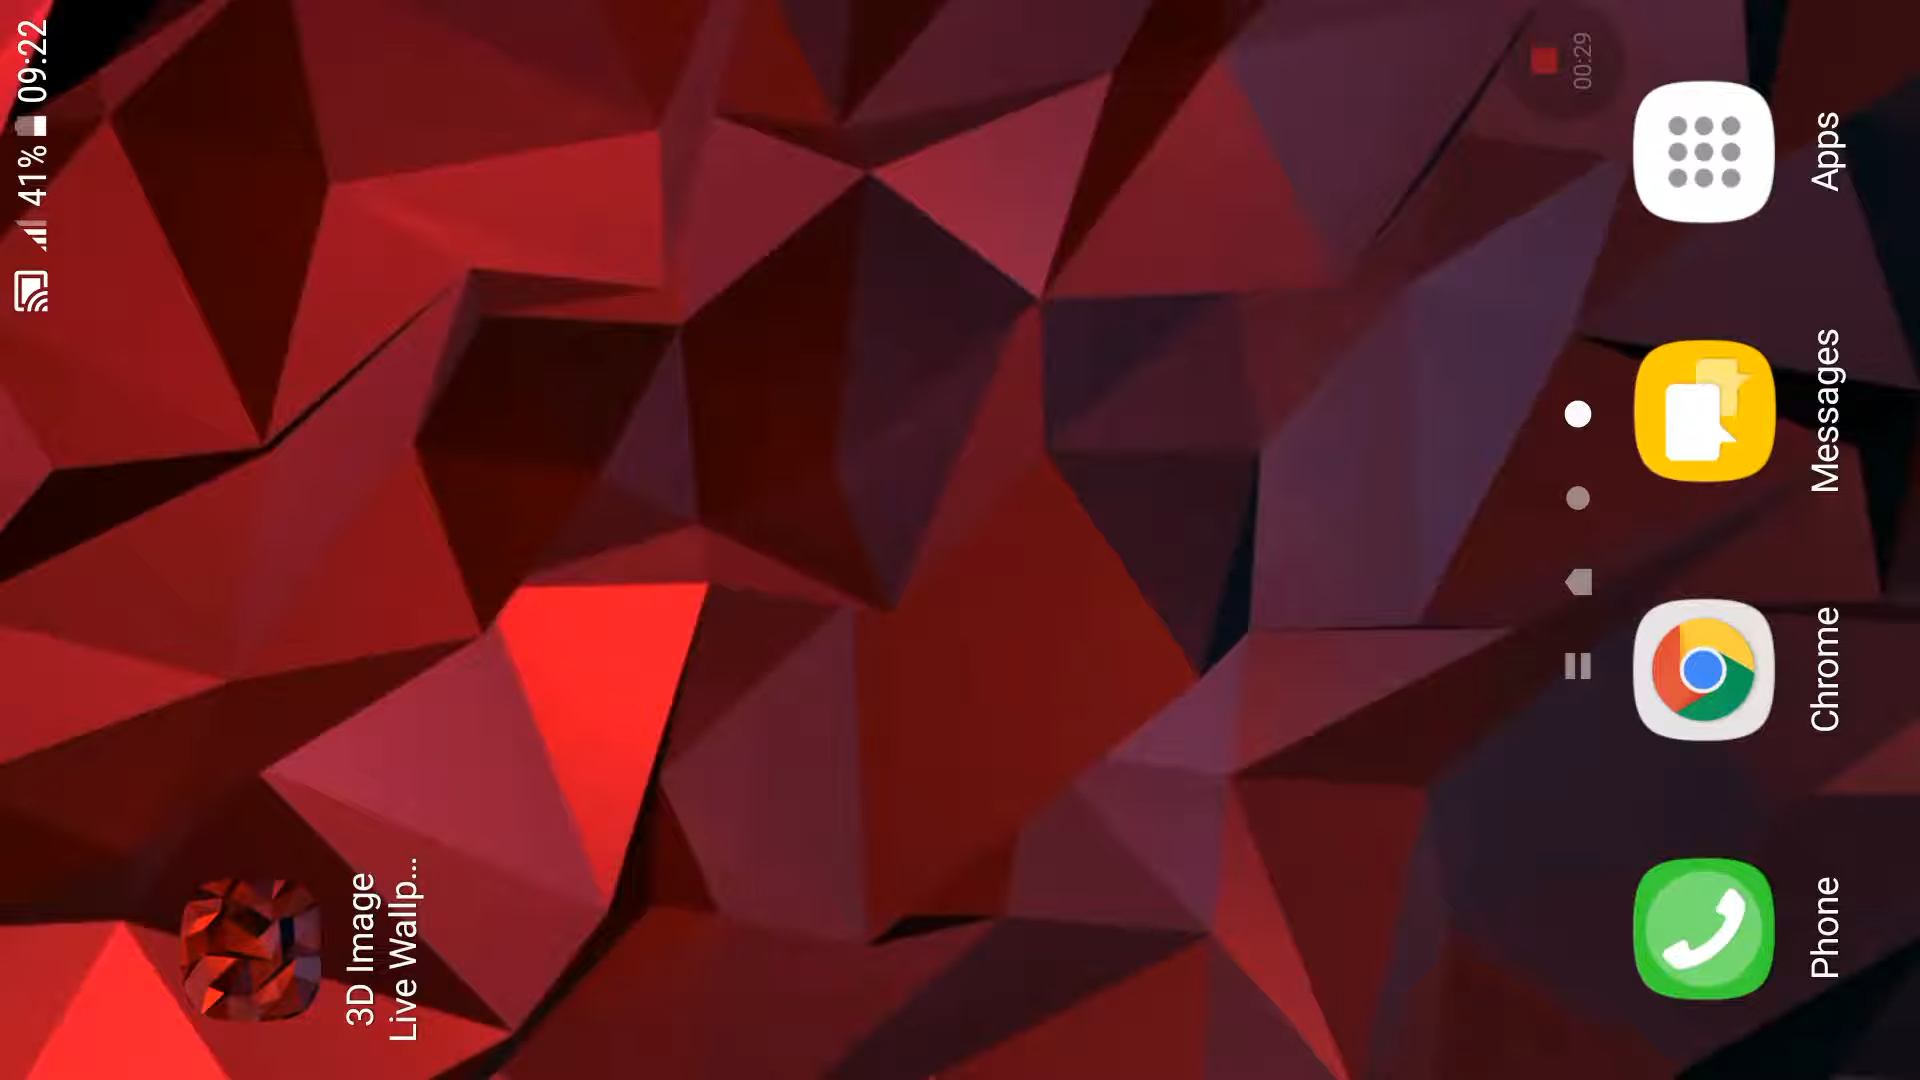 41% 09:22
3D Image
Live Wallp...
00:29
Phone
Chrome
Messages
Apps